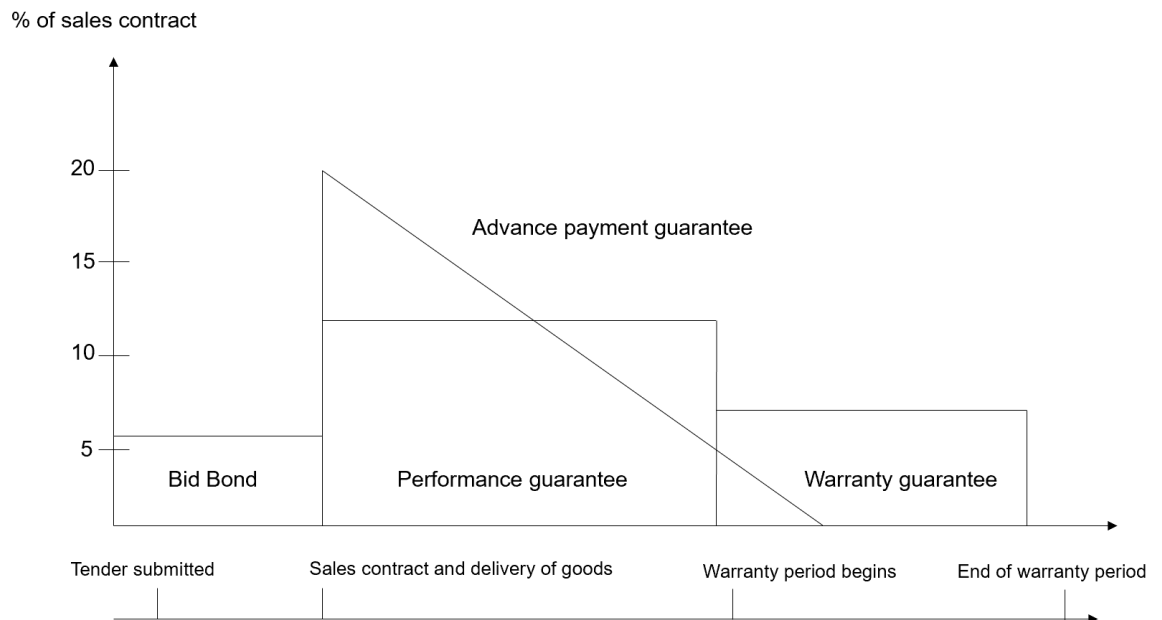 % of sales contract
20
Advance payment guarantee
15
10
5
Bid Bond
Performance guarantee
Warranty guarantee
Tender submitted
Sales contract and delivery of goods
Warranty period begins
End of warranty period